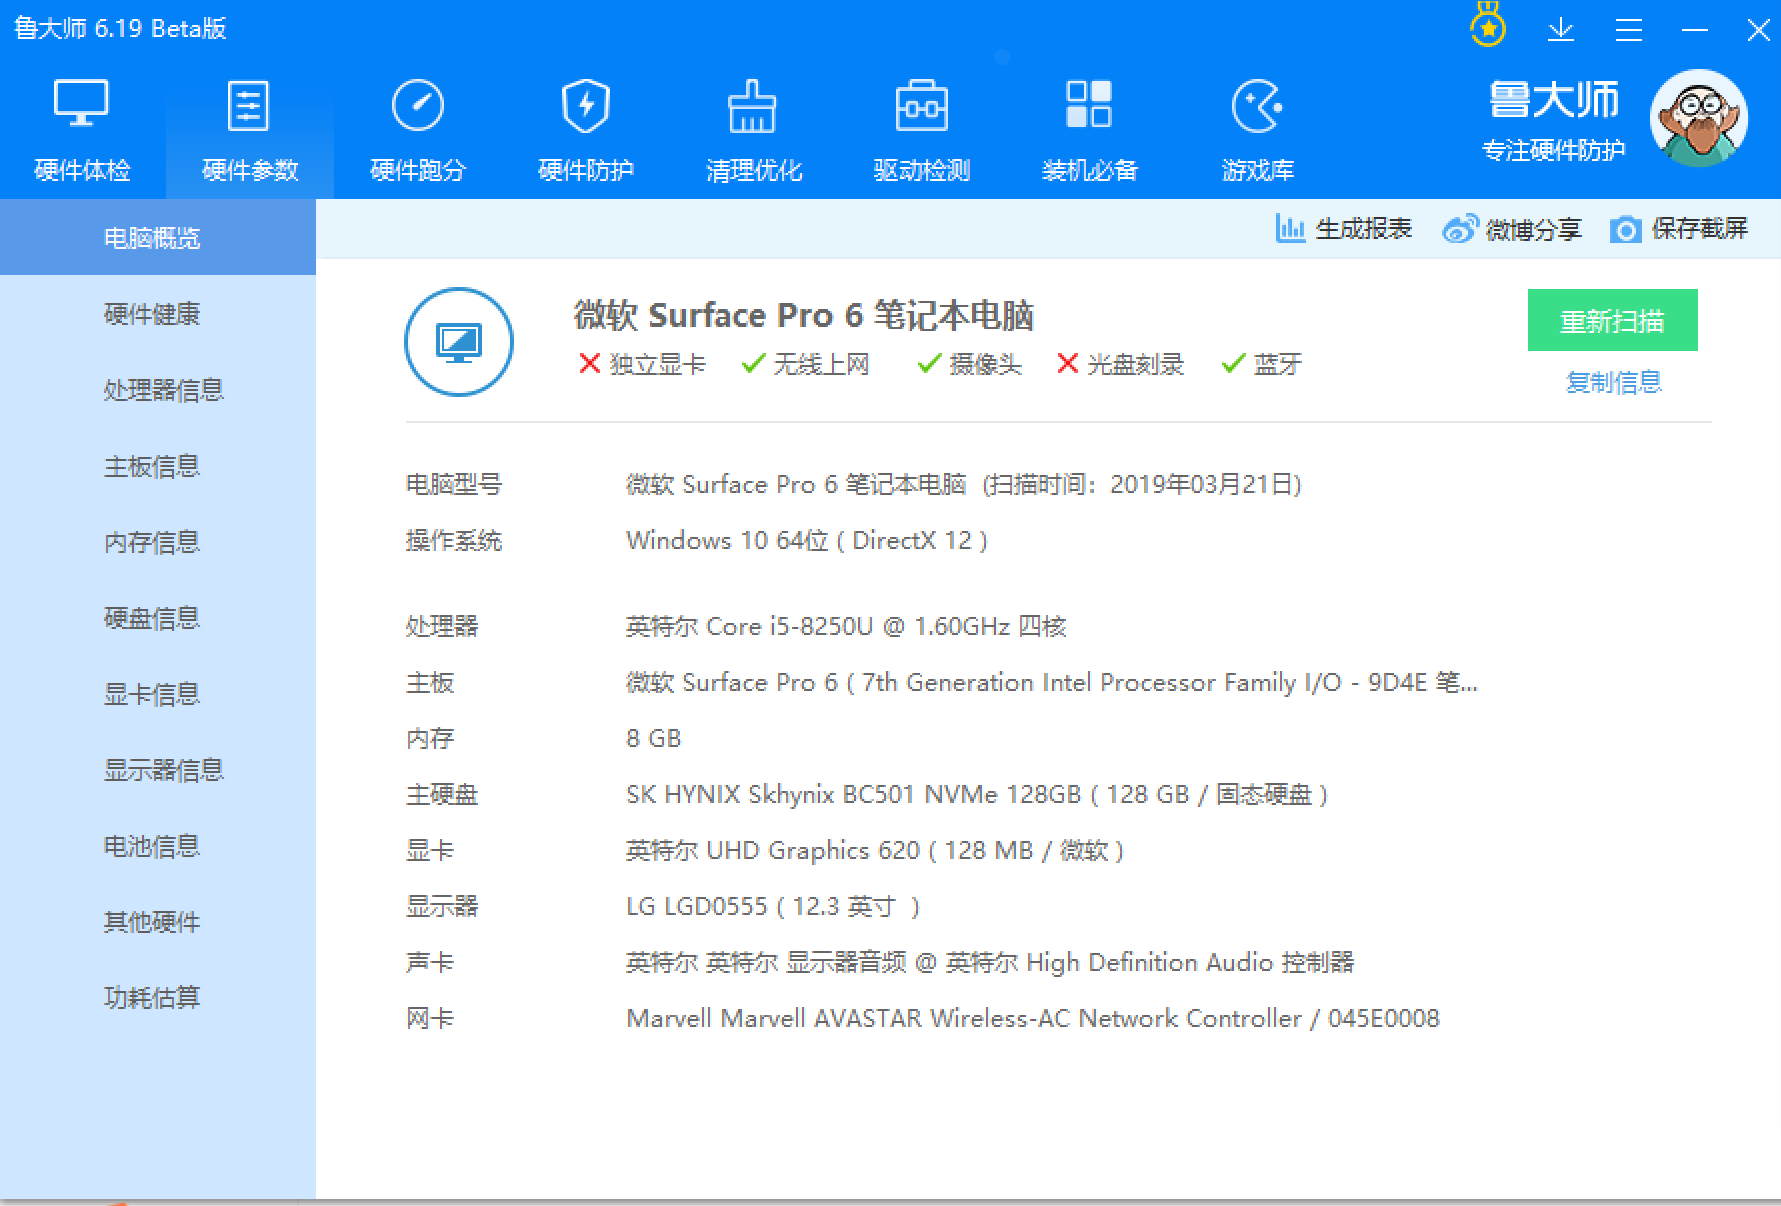 鲁大师 6.19 Beta版
硬件体检 硬件参数 硬件跑分 硬件防护 清理优化 驱动检测 装机必备 游戏库
鲁大师
专注硬件防护
生成报表 微博分享 保存截屏
电脑概览
硬件健康
处理器信息
主板信息
内存信息
硬盘信息
显卡信息
显示器信息
电池信息
其他硬件
功耗估算
微软 Surface Pro 6 笔记本电脑
独立显卡 无线上网 摄像头 光盘刻录 蓝牙
重新扫描
复制信息
电脑型号 微软 Surface Pro 6 笔记本电脑 (扫描时间：2019年03月21日)
操作系统 Windows 10 64位 ( DirectX 12 )
处理器 英特尔 Core i5-8250U @ 1.60GHz 四核
主板 微软 Surface Pro 6 ( 7th Generation Intel Processor Family I/O - 9D4E 笔...
内存 8 GB
主硬盘 SK HYNIX Skhynix BC501 NVMe 128GB ( 128 GB / 固态硬盘 )
显卡 英特尔 UHD Graphics 620 ( 128 MB / 微软 )
显示器 LG LGD0555 ( 12.3 英寸 )
声卡 英特尔 英特尔 显示器音频 @ 英特尔 High Definition Audio 控制器
网卡 Marvell Marvell AVASTAR Wireless-AC Network Controller / 045E0008